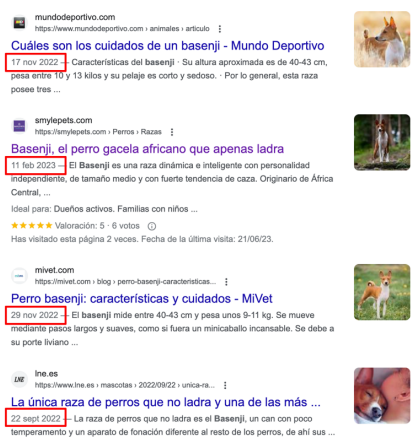 mundodeportivo.com
https://www.mundodeportivo.com › animales › articulo
Cuáles son los cuidados de un basenji - Mundo Deportivo
17 nov 2022 — Características del basenji · Su altura aproximada es de 40-43 cm,
pesa entre 10 y 13 kilos y su pelaje es corto y sedoso. · Por lo general, esta raza
posee tres ...
smylepets.com
https://smylepets.com › Perros › Razas
Basenji, el perro gacela africano que apenas ladra
11 feb 2023 — El Basenji es una raza dinámica e inteligente con personalidad
independiente, de tamaño medio y con fuerte tendencia de caza. Originario de África
Central, ...
Ideal para: Dueños activos. Familias con niños ...
Valoración: 5 · 6 votos
Has visitado esta página 2 veces. Fecha de la última visita: 21/06/23.
mivet.com
https://mivet.com › blog › perro-basenji-caracteristicas...
Perro basenji: características y cuidados - MiVet
29 nov 2022 — El basenji mide entre 40-43 cm y pesa unos 9-11 kg. Se mueve
mediante pasos largos y suaves, como si fuera un minicaballo incansable. Se debe a
su porte liviano ...
LNE
lne.es
https://www.lne.es › mascotas › 2022/09/22 › unica-ra...
La única raza de perros que no ladra y una de las más ...
22 sept 2022 — La raza de perros que no ladra es el Basenji, un can con poco
temperamento y un aparato de fonación diferente al resto de los perros, de ahí sus ...